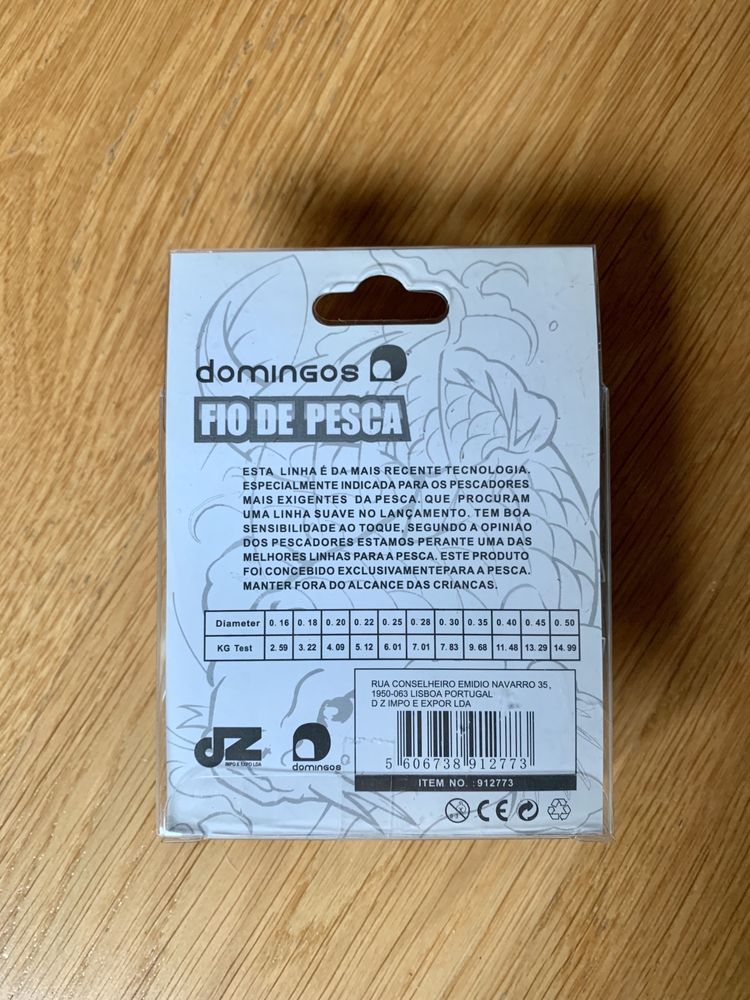 domingos
FIO DE PESCA
ESTA LINHA É DA MAIS RECENTE TECNOLOGIA.
ESPECIALMENTE INDICADA PARA OS PESCADORES
MAIS EXIGENTES DA PESCA. QUE PROCURAM
UMA LINHA SUAVE NO LANÇAMENTO. TEM BOA
SENSIBILIDADE AO TOQUE, SEGUNDO A OPINIAO
DOS PESCADORES ESTAMOS PERANTE UMA DAS
MELHORES LINHAS PARA A PESCA. ESTE PRODUTO
FOI CONCEBIDO EXCLUSIVAMENTEPARA A PESCA.
MANTER FORA DO ALCANCE DAS CRIANCAS.
Diameter 0. 16 0. 18 0. 20 0. 22 0. 25 0. 28 0. 30 0. 35 0. 40 0. 45 0. 50
KG Test 2. 59 3. 22 4. 09 5. 12 6. 01 7. 01 7. 83 9. 68 11. 48 13. 29 14. 99
RUA CONSELHEIRO EMIDIO NAVARRO 35,
1950-063 LISBOA PORTUGAL
D Z IMPO E EXPOR LDA
5 606738 912773
ITEM NO. :912773
dZ
IMPO E EXPO LDA
domingos
0-3
CE